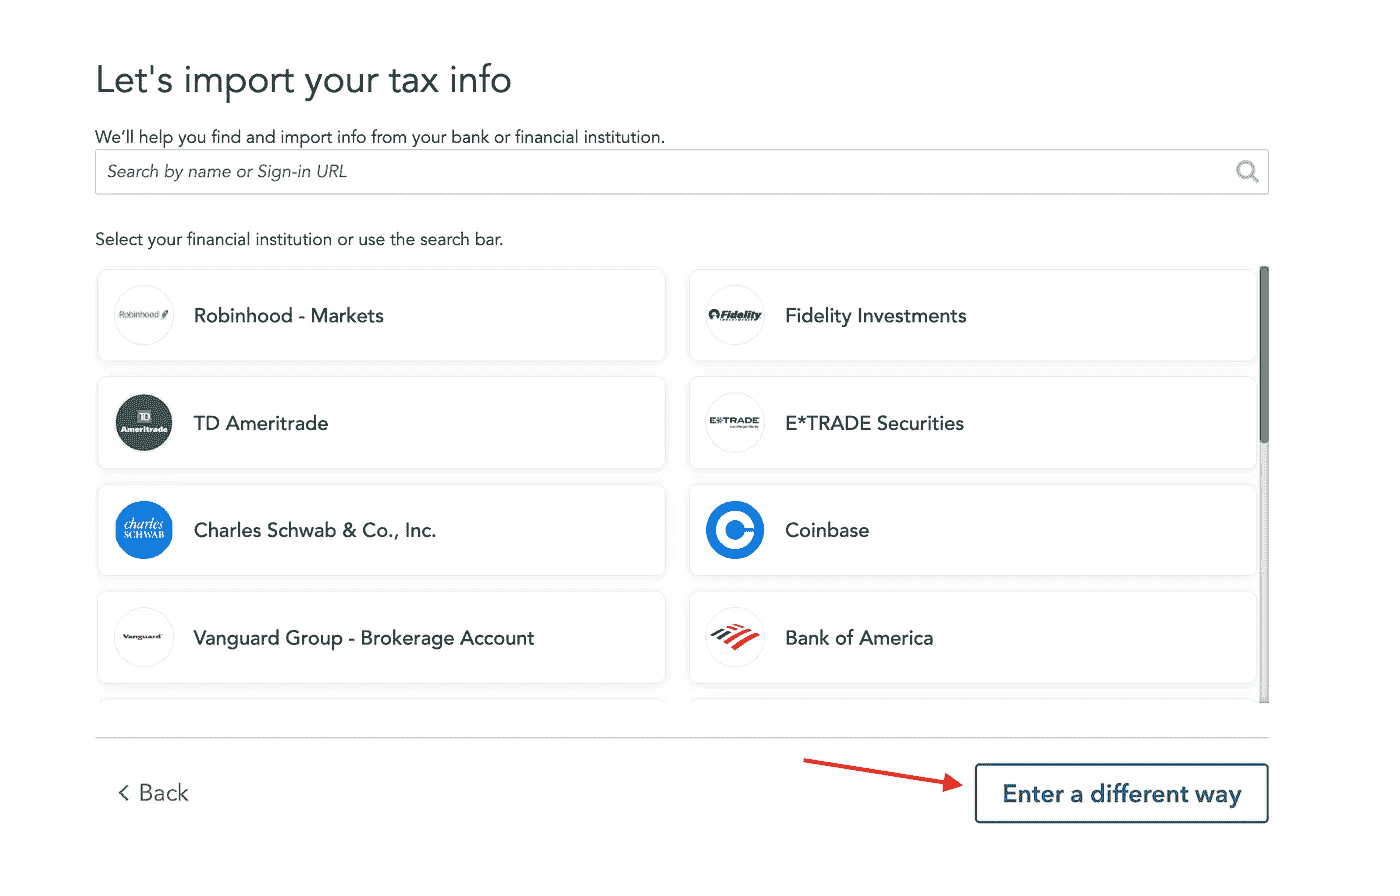 Let's import your tax info
We’ll help you find and import info from your bank or financial institution.
Search by name or Sign-in URL
Select your financial institution or use the search bar.
Robinhood
Robinhood - Markets
Fidelity
Fidelity Investments
TD
Ameritrade
TD Ameritrade
E*TRADE
E*TRADE Securities
charles
SCHWAB
Charles Schwab & Co., Inc.
Coinbase
Vanguard
Vanguard Group - Brokerage Account
Bank of America
Back
Enter a different way